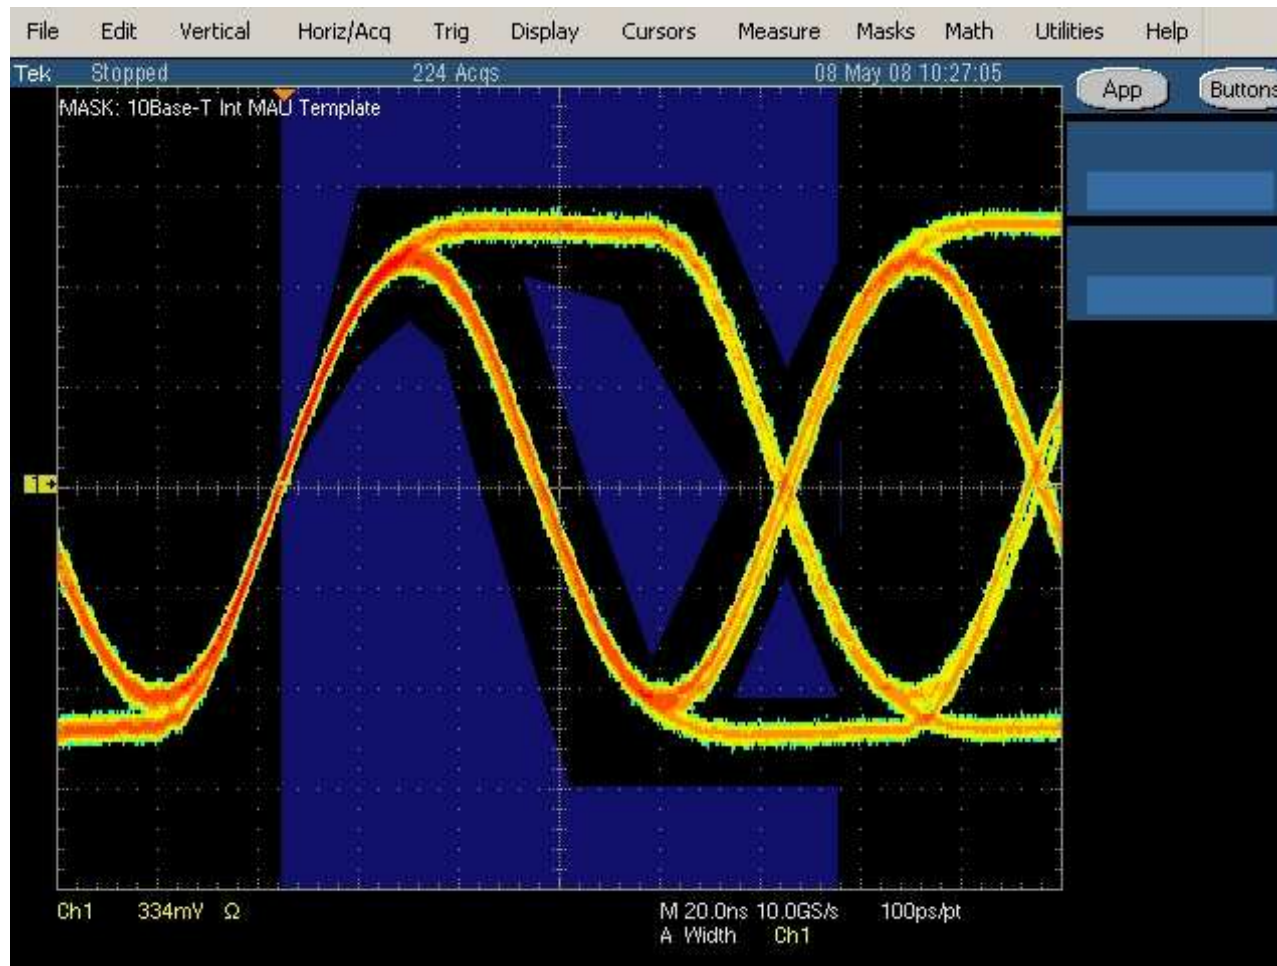 File Edit Vertical Horiz/Acq Trig Display Cursors Measure Masks Math Utilities Help
Tek Stopped 224 Acqs 08 May 08 10:27:05
App Buttons
MASK: 10Base-T Int MAU Template
1
Ch1 334mV Ω M 20.0ns 10.0GS/s 100ps/pt
A Width Ch1